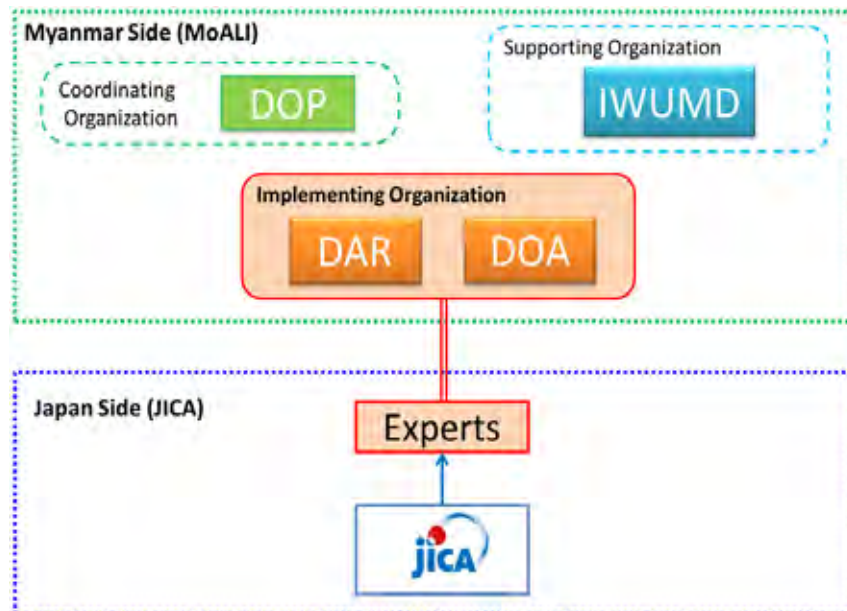 Myanmar Side (MoALI)
Coordinating
Organization
DOP
Supporting Organization
IWUMD
Implementing Organization
DAR
DOA
Japan Side (JICA)
Experts
jICA